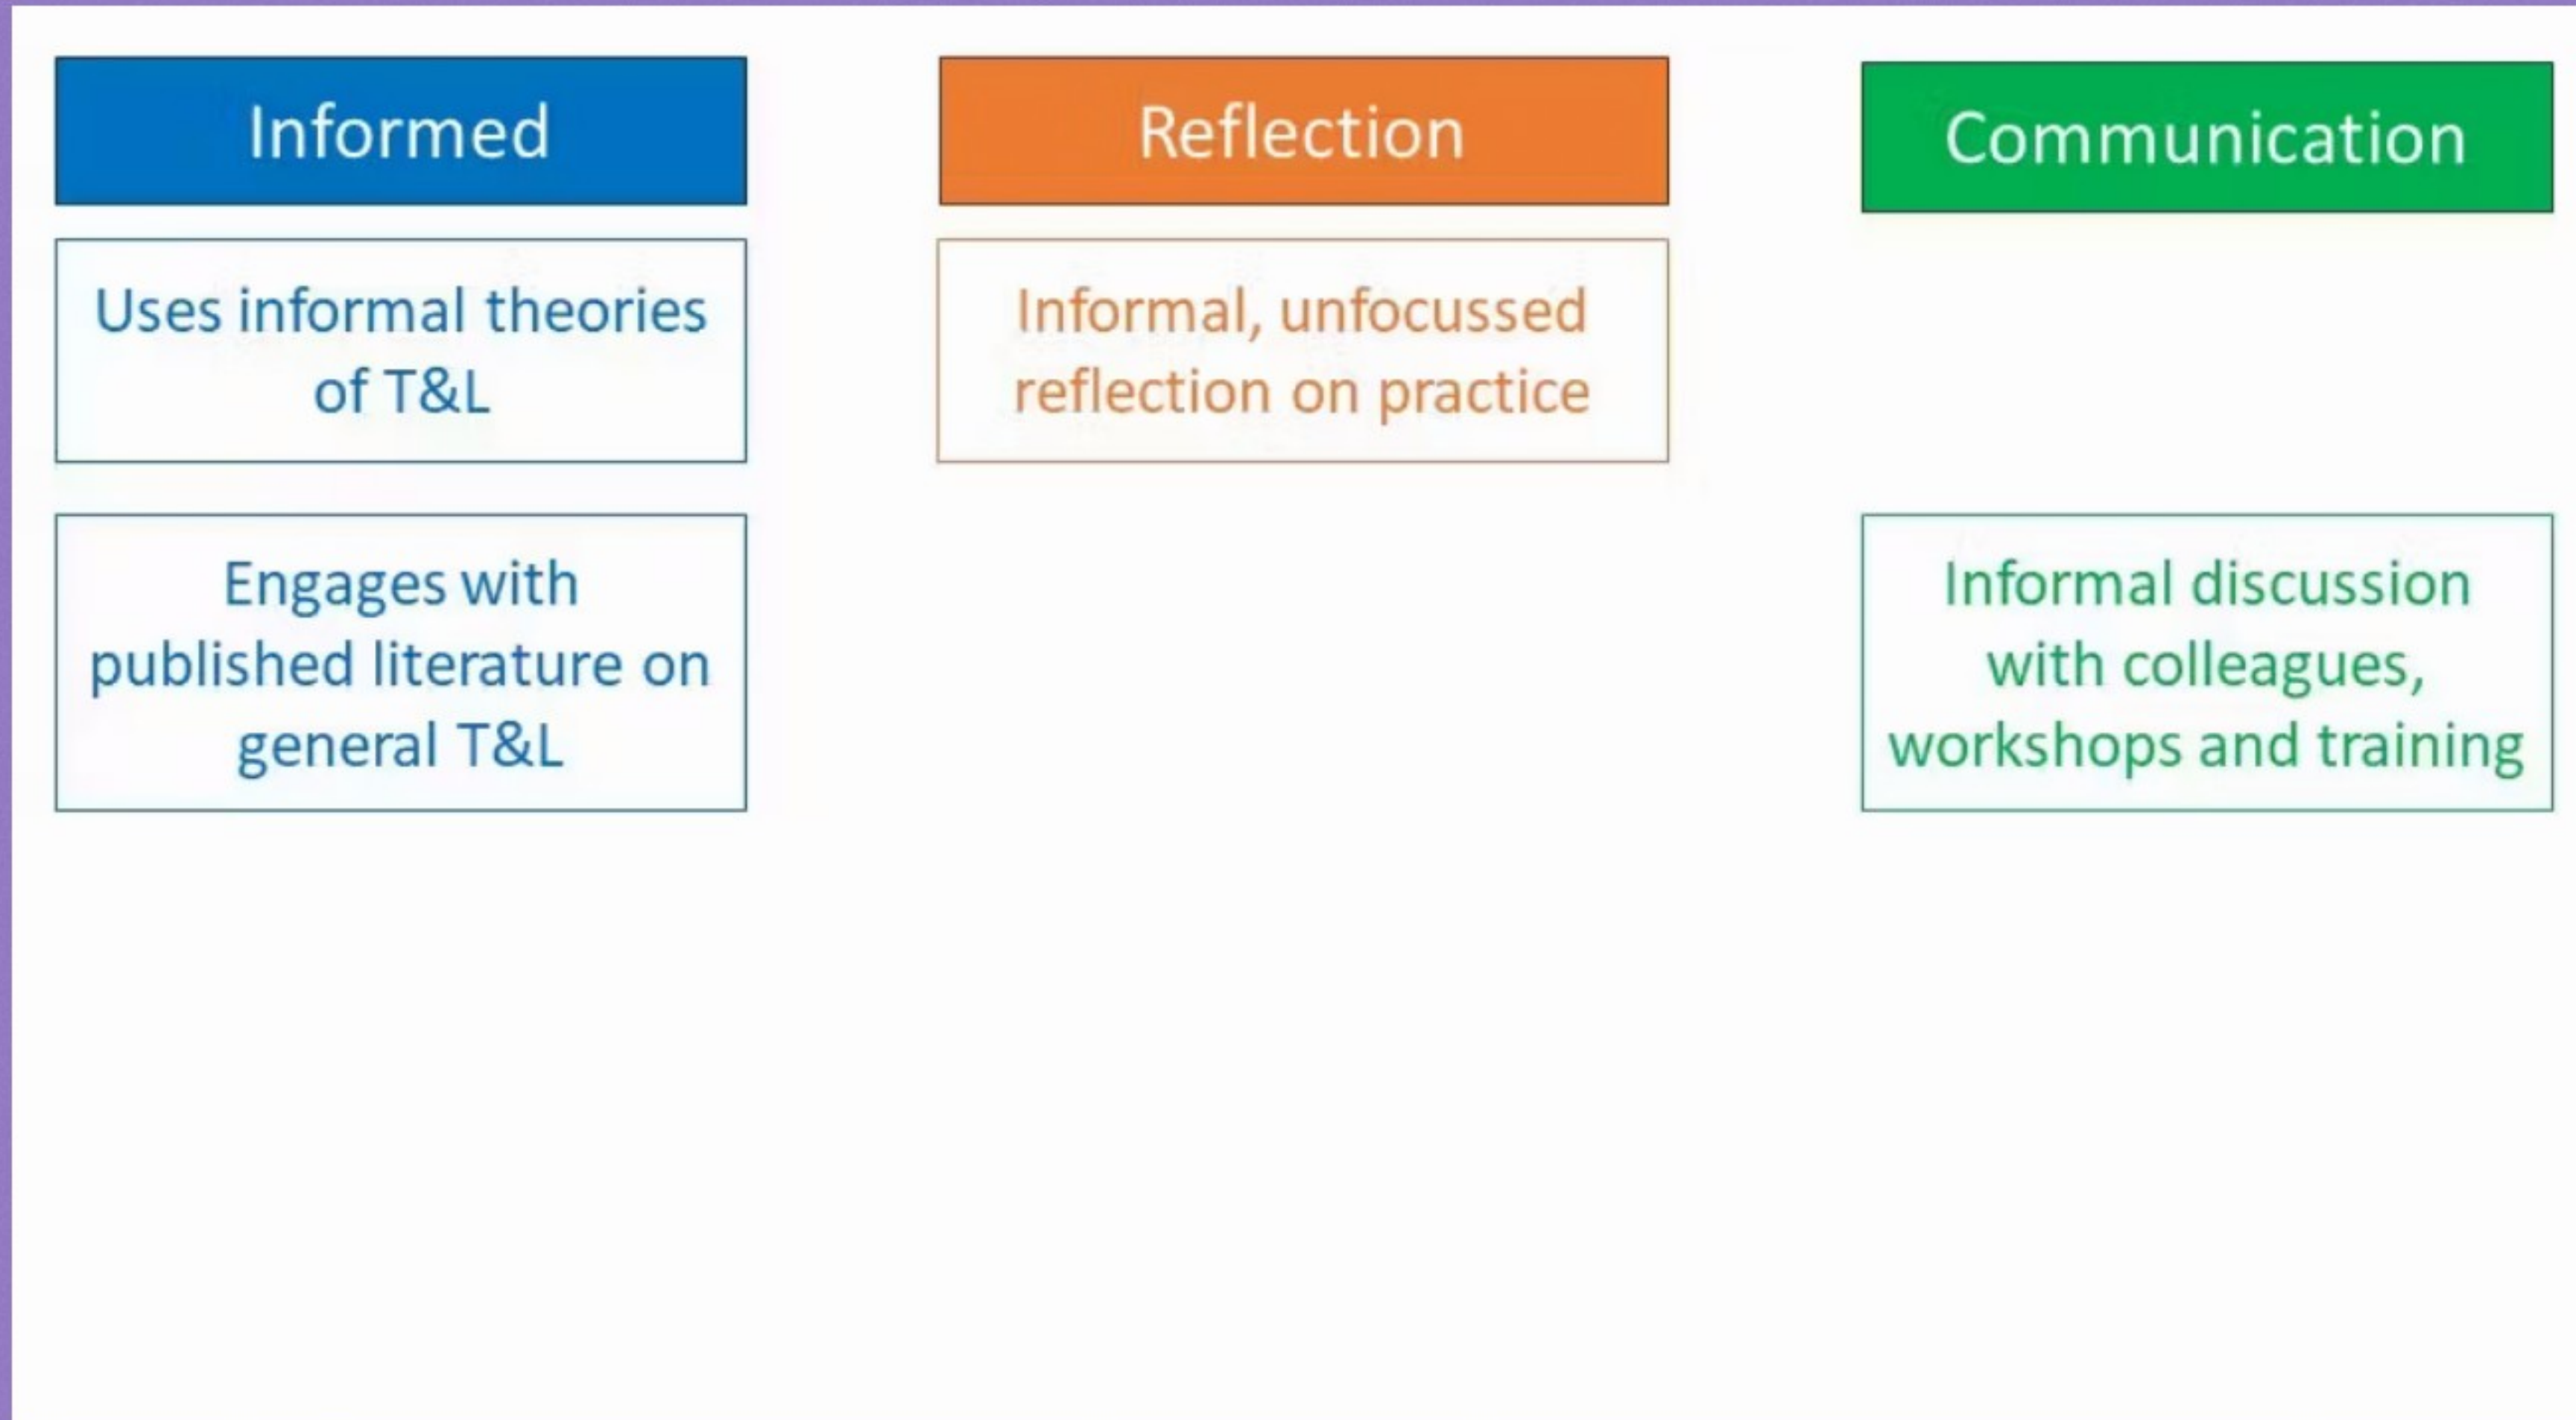 Informed
Reflection
Communication
Uses informal theories
of T&L
Informal, unfocussed
reflection on practice
Engages with
published literature on
general T&L
Informal discussion
with colleagues,
workshops and training